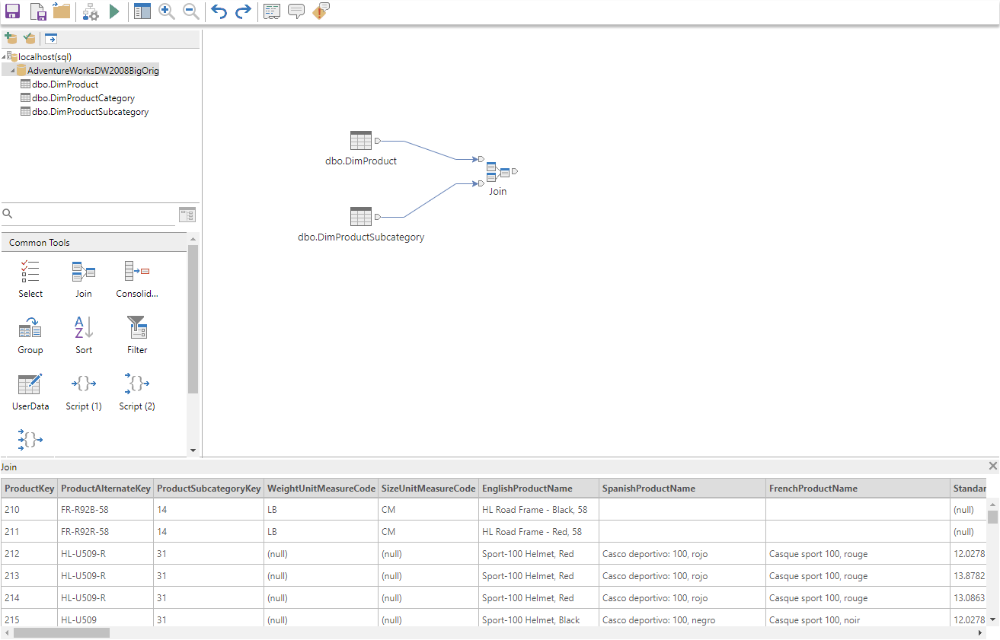 localhost(sql)
AdventureWorksDW2008BigOrig
dbo.DimProduct
dbo.DimProductCategory
dbo.DimProductSubcategory
Common Tools
Select Join Consolid...
Group Sort Filter
UserData Script (1) Script (2)
dbo.DimProduct
Join
dbo.DimProductSubcategory
Join
ProductKey ProductAlternateKey ProductSubcategoryKey WeightUnitMeasureCode SizeUnitMeasureCode EnglishProductName SpanishProductName FrenchProductName Standar
210 FR-R92B-58 14 LB CM HL Road Frame - Black, 58 (null)
211 FR-R92R-58 14 LB CM HL Road Frame - Red, 58 (null)
212 HL-U509-R 31 (null) (null) Sport-100 Helmet, Red Casco deportivo: 100, rojo Casque sport 100, rouge 12.0278
213 HL-U509-R 31 (null) (null) Sport-100 Helmet, Red Casco deportivo: 100, rojo Casque sport 100, rouge 13.8782
214 HL-U509-R 31 (null) (null) Sport-100 Helmet, Red Casco deportivo: 100, rojo Casque sport 100, rouge 13.0863
215 HL-U509 31 (null) (null) Sport-100 Helmet, Black Casco deportivo: 100, negro Casque sport 100, noir 12.0278